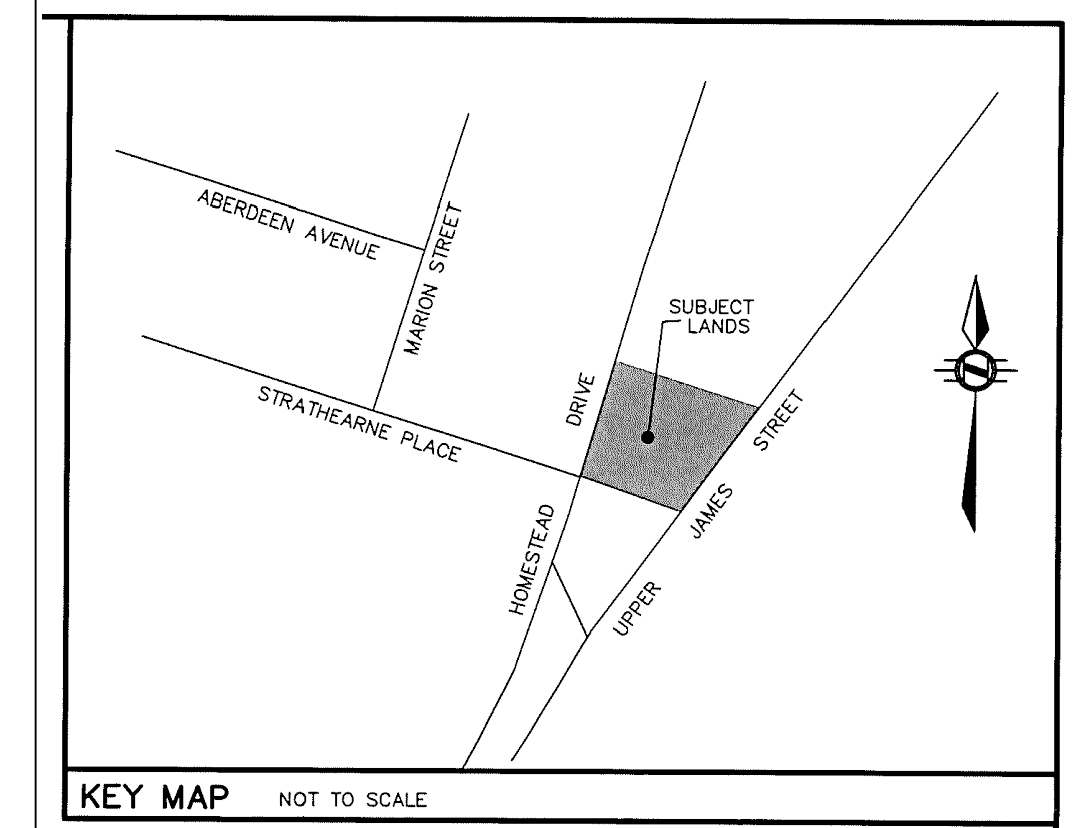 ABERDEEN AVENUE
MARION STREET
STRATHEARNE PLACE
SUBJECT
LANDS
HOMESTEAD DRIVE
UPPER JAMES STREET
KEY MAP NOT TO SCALE